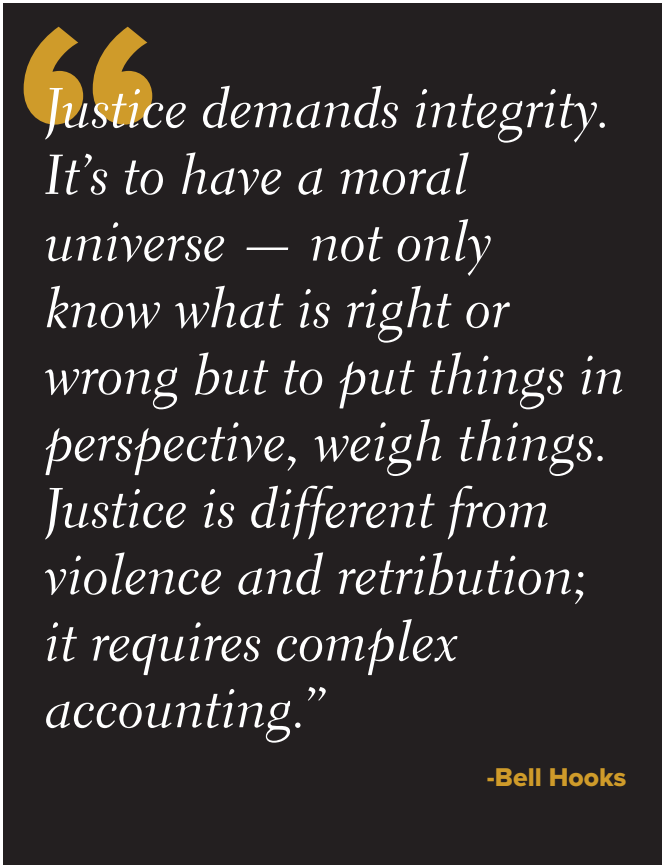 “Justice demands integrity.
It’s to have a moral
universe — not only
know what is right or
wrong but to put things in
perspective, weigh things.
Justice is different from
violence and retribution;
it requires complex
accounting.”
-Bell Hooks